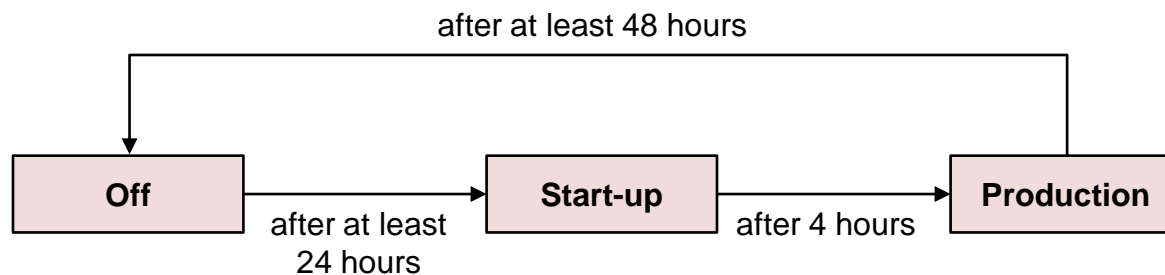 after at least 48 hours
Off
Start-up
Production
after at least
24 hours
after 4 hours